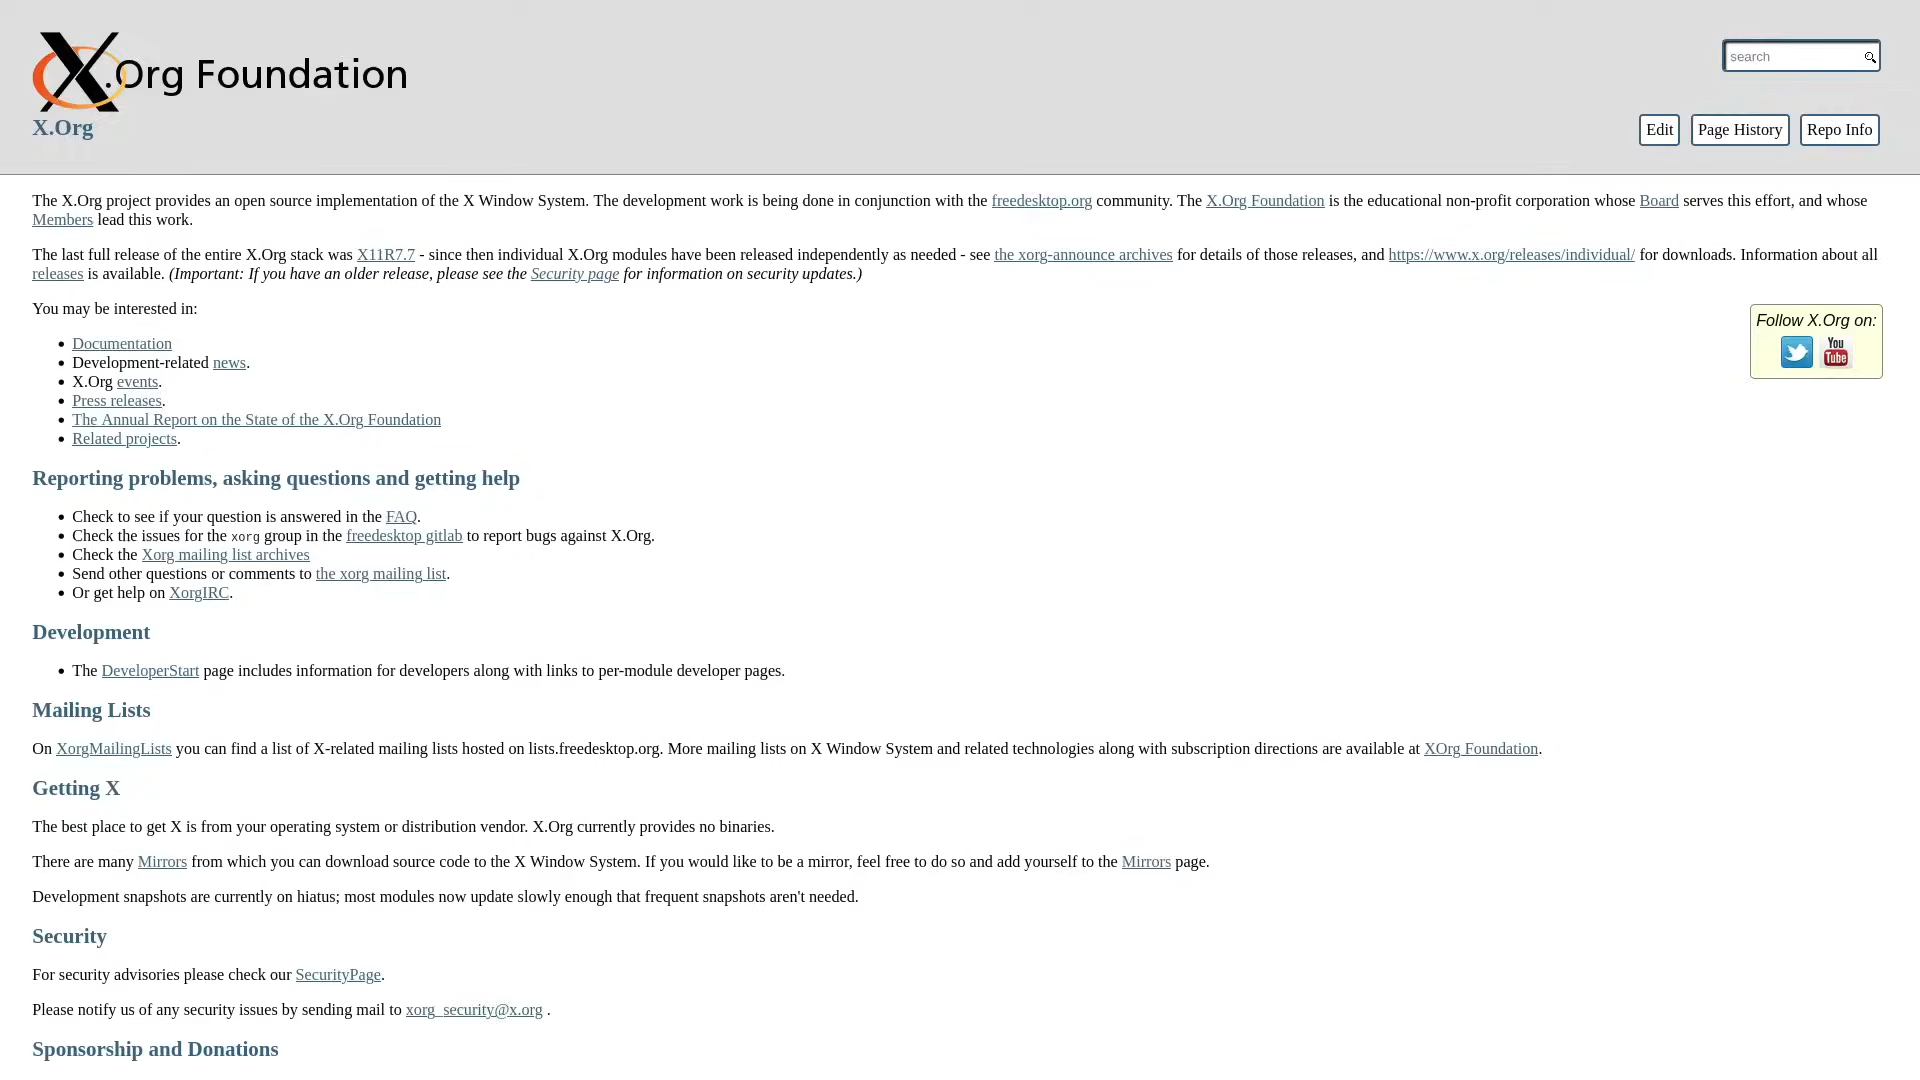 X.Org Foundation
search
X.Org
Edit Page History Repo Info
The X.Org project provides an open source implementation of the X Window System. The development work is being done in conjunction with the freedesktop.org community. The X.Org Foundation is the educational non-profit corporation whose Board serves this effort, and whose
Members lead this work.
The last full release of the entire X.Org stack was X11R7.7 - since then individual X.Org modules have been released independently as needed - see the xorg-announce archives for details of those releases, and https://www.x.org/releases/individual/ for downloads. Information about all
releases is available. (Important: If you have an older release, please see the Security page for information on security updates.)
You may be interested in:
Follow X.Org on:
You
Tube
• Documentation
• Development-related news.
• X.Org events.
• Press releases.
• The Annual Report on the State of the X.Org Foundation
• Related projects.
Reporting problems, asking questions and getting help
• Check to see if your question is answered in the FAQ.
• Check the issues for the xorg group in the freedesktop gitlab to report bugs against X.Org.
• Check the Xorg mailing list archives
• Send other questions or comments to the xorg mailing list.
• Or get help on XorgIRC.
Development
• The DeveloperStart page includes information for developers along with links to per-module developer pages.
Mailing Lists
On XorgMailingLists you can find a list of X-related mailing lists hosted on lists.freedesktop.org. More mailing lists on X Window System and related technologies along with subscription directions are available at XOrg Foundation.
Getting X
The best place to get X is from your operating system or distribution vendor. X.Org currently provides no binaries.
There are many Mirrors from which you can download source code to the X Window System. If you would like to be a mirror, feel free to do so and add yourself to the Mirrors page.
Development snapshots are currently on hiatus; most modules now update slowly enough that frequent snapshots aren't needed.
Security
For security advisories please check our SecurityPage.
Please notify us of any security issues by sending mail to xorg_security@x.org .
Sponsorship and Donations